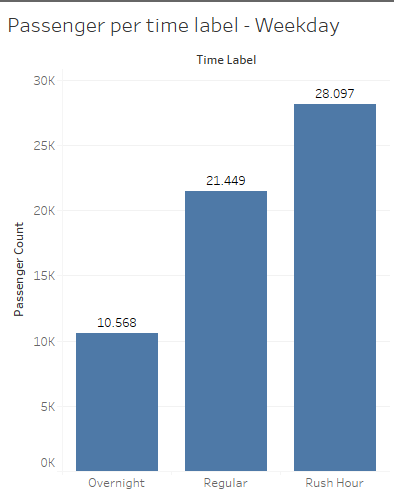 Passenger per time label - Weekday
Time Label
30K
25K
20K
15K
10K
5K
0K
Passenger Count
10.568
21.449
28.097
Overnight
Regular
Rush Hour